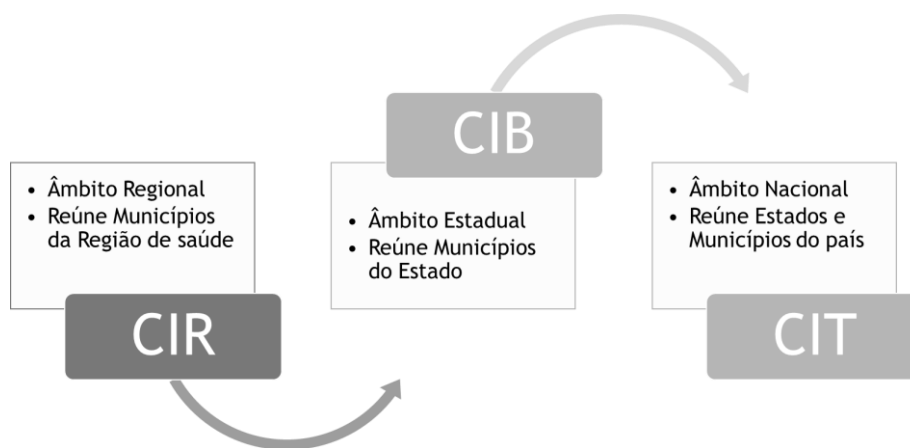 • Âmbito Regional
• Reúne Municípios
da Região de saúde
CIR
CIB
• Âmbito Estadual
• Reúne Municípios
do Estado
• Âmbito Nacional
• Reúne Estados e
Municípios do país
CIT